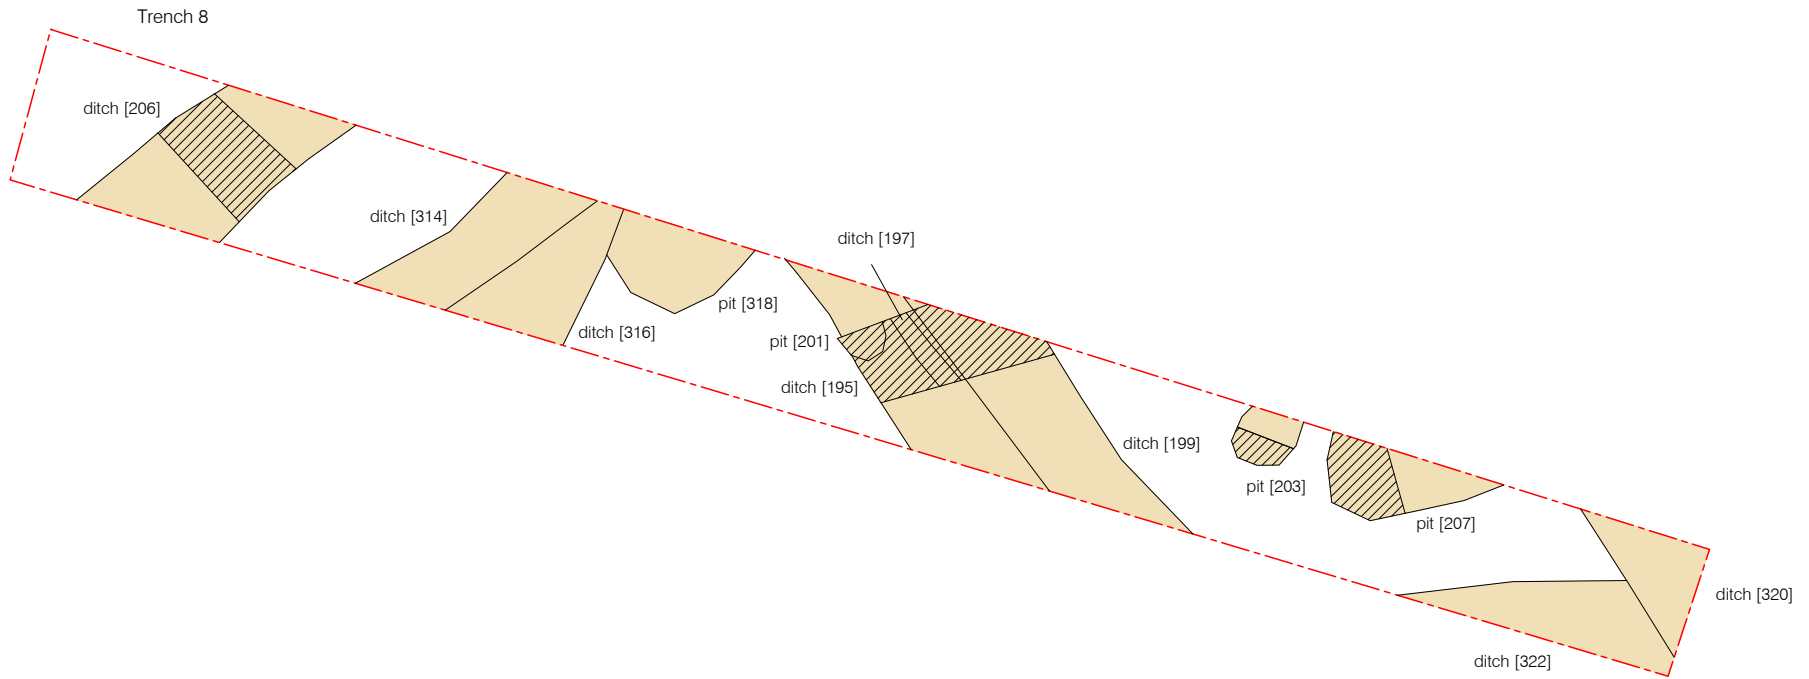 Trench 8
ditch [206]
ditch [314]
ditch [197]
pit [318]
ditch [316]
pit [201]
ditch [195]
ditch [199]
pit [203]
pit [207]
ditch [320]
ditch [322]